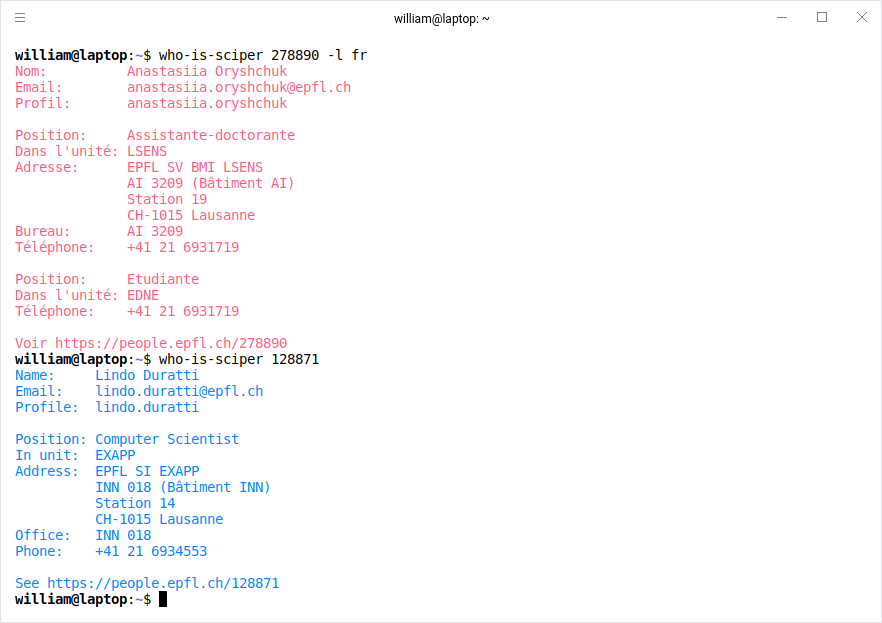 william@laptop: ~
william@laptop:~$ who-is-sciper 278890 -l fr
Nom:          Anastasiia Oryshchuk
Email:        anastasiia.oryshchuk@epfl.ch
Profil:       anastasiia.oryshchuk
Position:     Assistante-doctorante
Dans l'unité: LSENS
Adresse:      EPFL SV BMI LSENS
              AI 3209 (Bâtiment AI)
              Station 19
              CH-1015 Lausanne
Bureau:       AI 3209
Téléphone:    +41 21 6931719
Position:     Etudiante
Dans l'unité: EDNE
Téléphone:    +41 21 6931719
Voir https://people.epfl.ch/278890
william@laptop:~$ who-is-sciper 128871
Name:     Lindo Duratti
Email:    lindo.duratti@epfl.ch
Profile:  lindo.duratti
Position: Computer Scientist
In unit:  EXAPP
Address:  EPFL SI EXAPP
          INN 018 (Bâtiment INN)
          Station 14
          CH-1015 Lausanne
Office:   INN 018
Phone:    +41 21 6934553
See https://people.epfl.ch/128871
william@laptop:~$